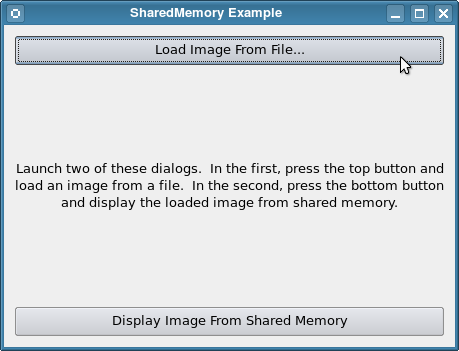 SharedMemory Example
Load Image From File...
Launch two of these dialogs.  In the first, press the top button and
load an image from a file.  In the second, press the bottom button
and display the loaded image from shared memory.
Display Image From Shared Memory